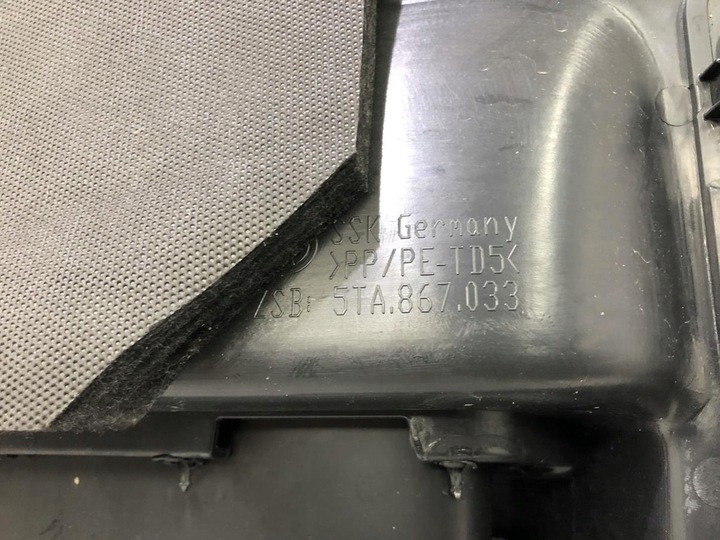 SSK Germany
>PP/PE-TD5<
ZSB: 5TA.867.033